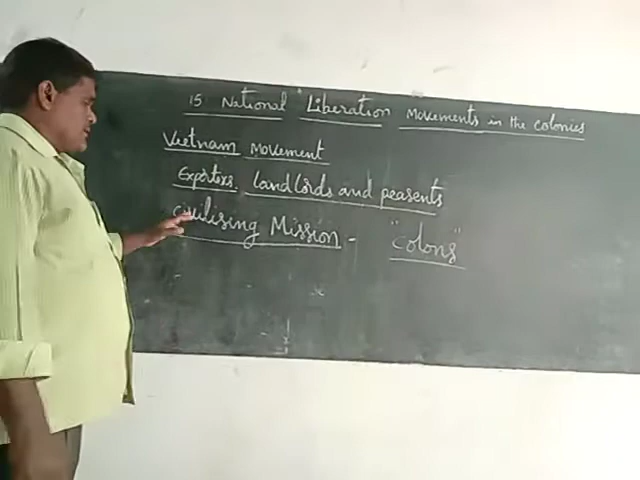 15 National Liberation Movements in the colonies
Vietnam Movement
Exporters, landlords and peasents
civilising Mission - "colons"